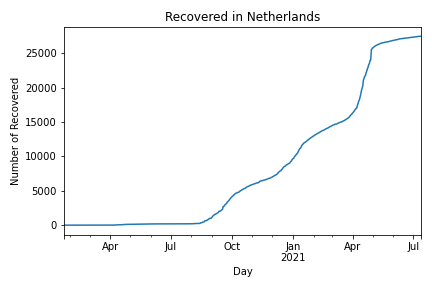 Recovered in Netherlands
Number of Recovered
25000
20000
15000
10000
5000
0
Apr
Jul
Oct
Jan
2021
Apr
Jul
Day